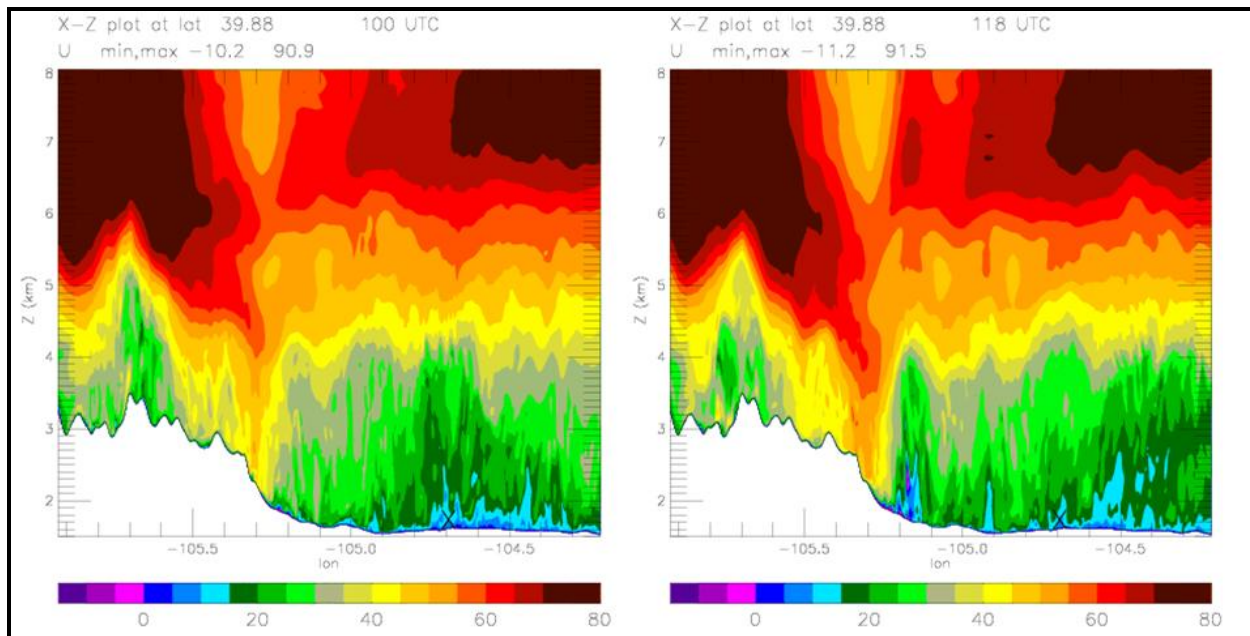 X-Z plot at lat 39.88 100 UTC
U min,max -10.2 90.9
8
7
6
5
4
3
2
Z (km)
X
-105.5 -105.0 -104.5
lon
0 20 40 60 80
X-Z plot at lat 39.88 118 UTC
U min,max -11.2 91.5
8
7
6
5
4
3
2
Z (km)
X
-105.5 -105.0 -104.5
lon
0 20 40 60 80